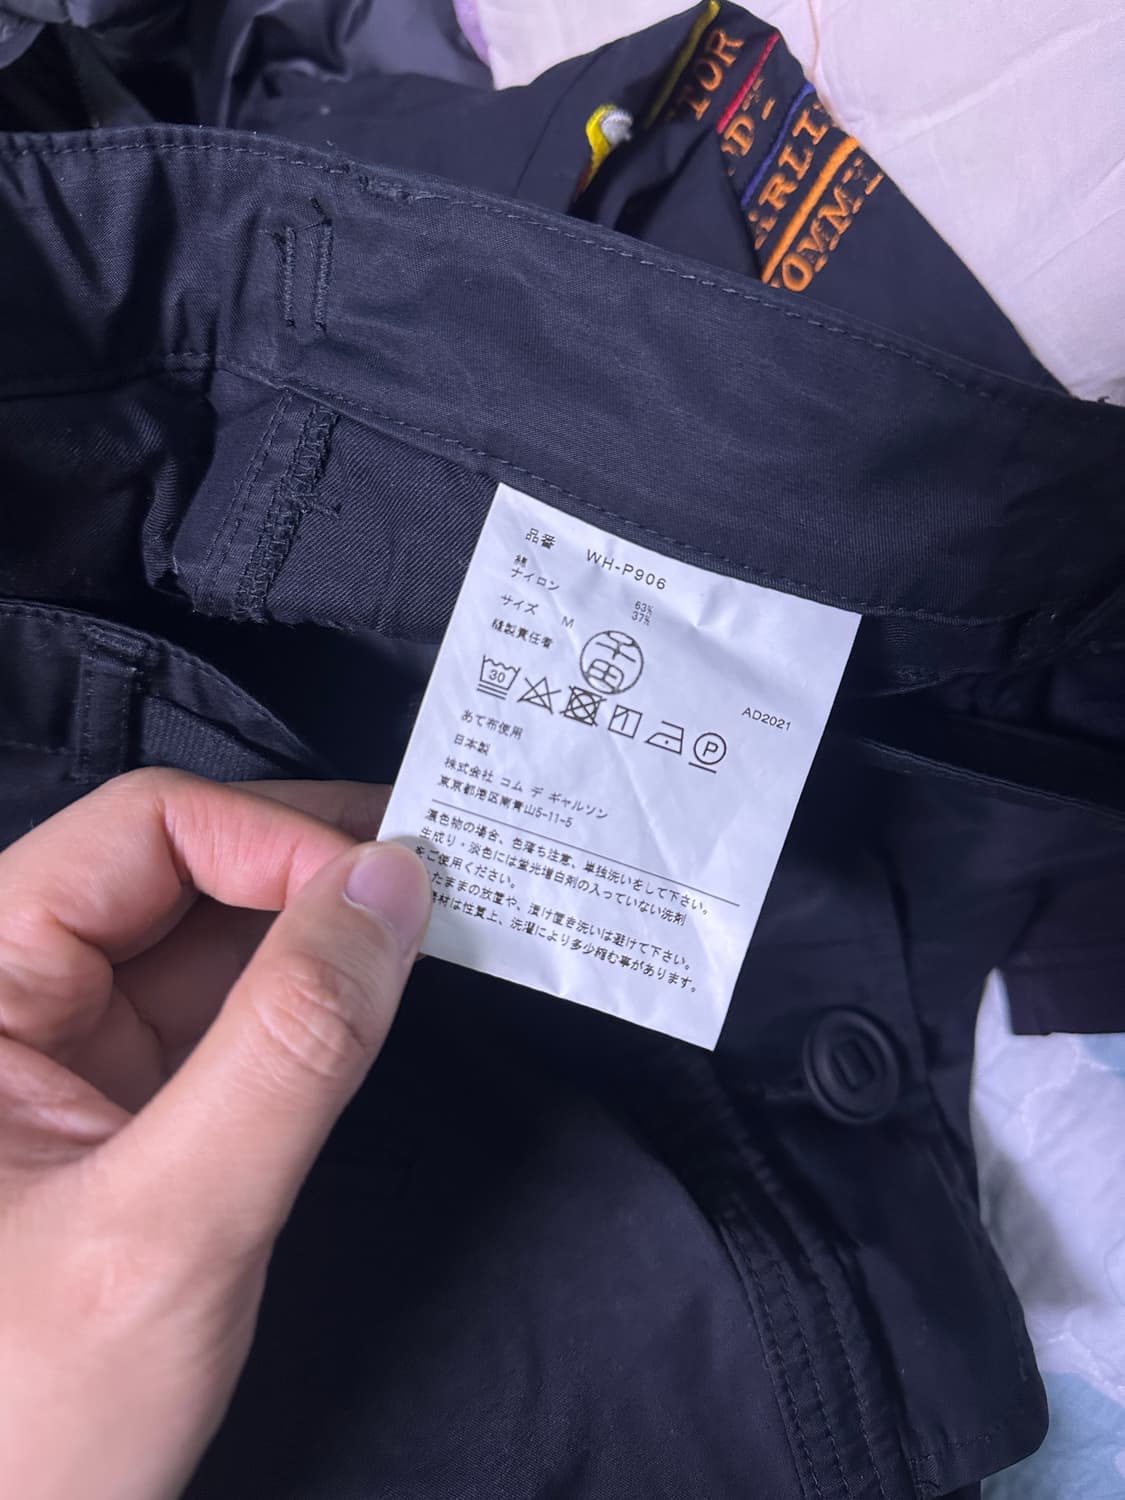 TOR
OD-
ARLI
OMMY
品番 WH-P906
綿 63%
ナイロン 37%
サイズ M
縫製責任者 千田
30
P
AD2021
あて布使用
日本製
株式会社 コム デ ギャルソン
東京都港区南青山5-11-5
濃色物の場合、色落ち注意、単独洗いをして下さい。
生成り・淡色には蛍光増白剤の入っていない洗剤
をご使用ください。
たままの放置や、漬け置き洗いは避けて下さい。
素材は性質上、洗濯により多少縮む事があります。